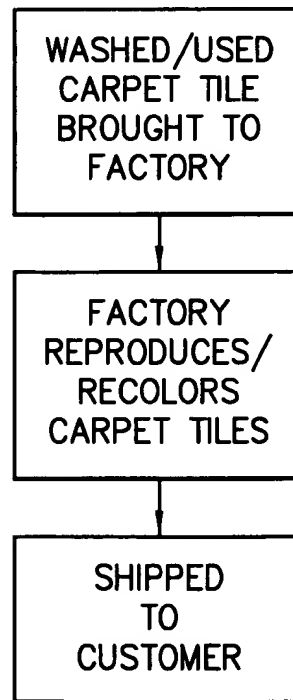 WASHED/USED
CARPET TILE
BROUGHT TO
FACTORY
FACTORY
REPRODUCES/
RECOLORS
CARPET TILES
SHIPPED
TO
CUSTOMER